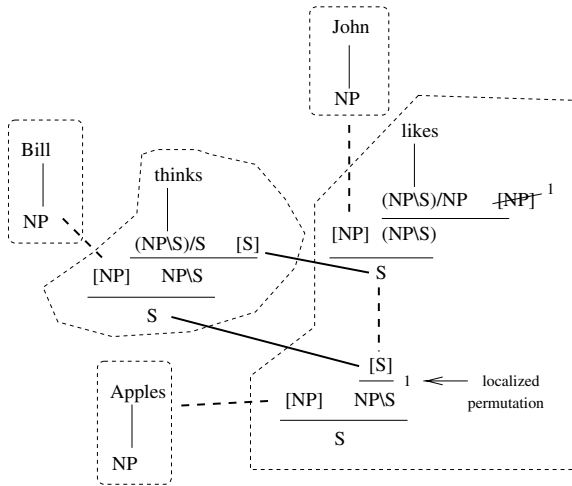 John
NP
likes
Bill
NP
thinks
(NP\S)/NP [NP] 1
(NP\S)/S [S]
[NP] (NP\S)
[NP] NP\S
S
S
[S]
1 localized
permutation
Apples
[NP] NP\S
S
NP